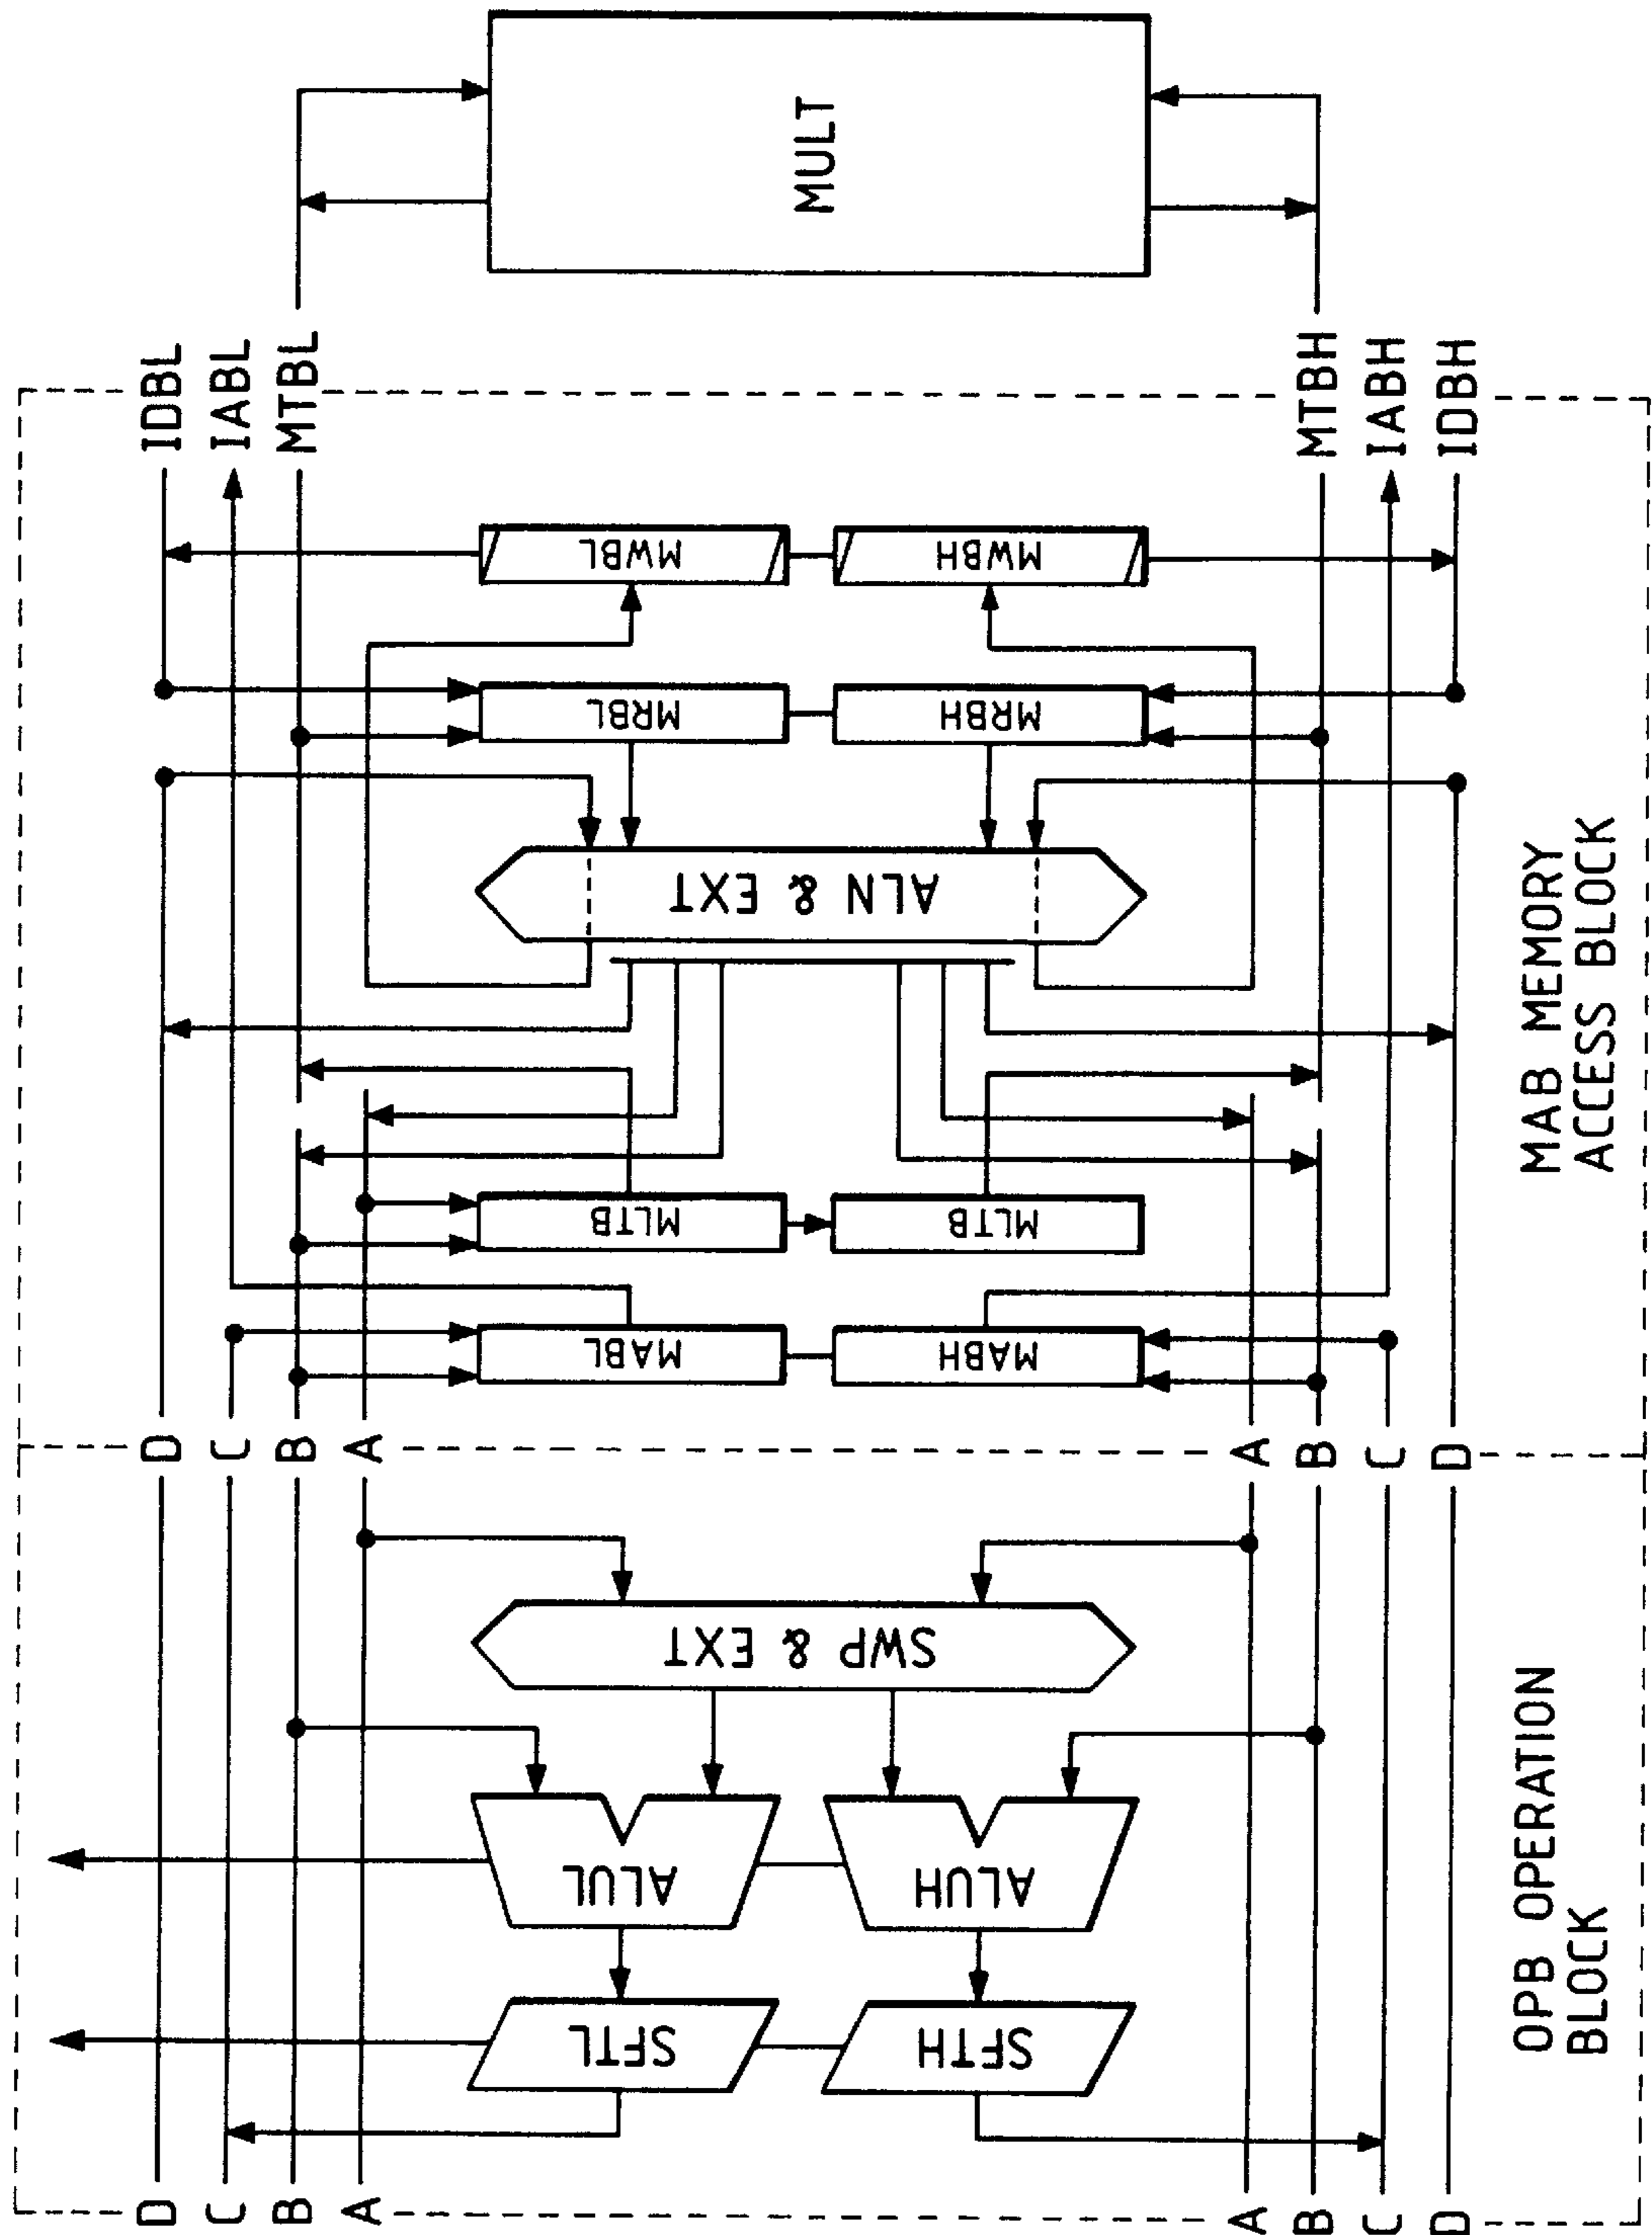 MULT
IDBL
IABL
MTBL
MTBH
IABH
IDBH
MWBL
MWBH
MRBL
MRBH
ALN & EXT
MLTB
MLTB
MABL
MABH
MAB MEMORY
ACCESS BLOCK
D
C
B
A
A
B
C
D
SWP & EXT
ALUL
ALUH
SFTL
SFTH
OPB OPERATION
BLOCK
D
C
B
A
A
B
C
D